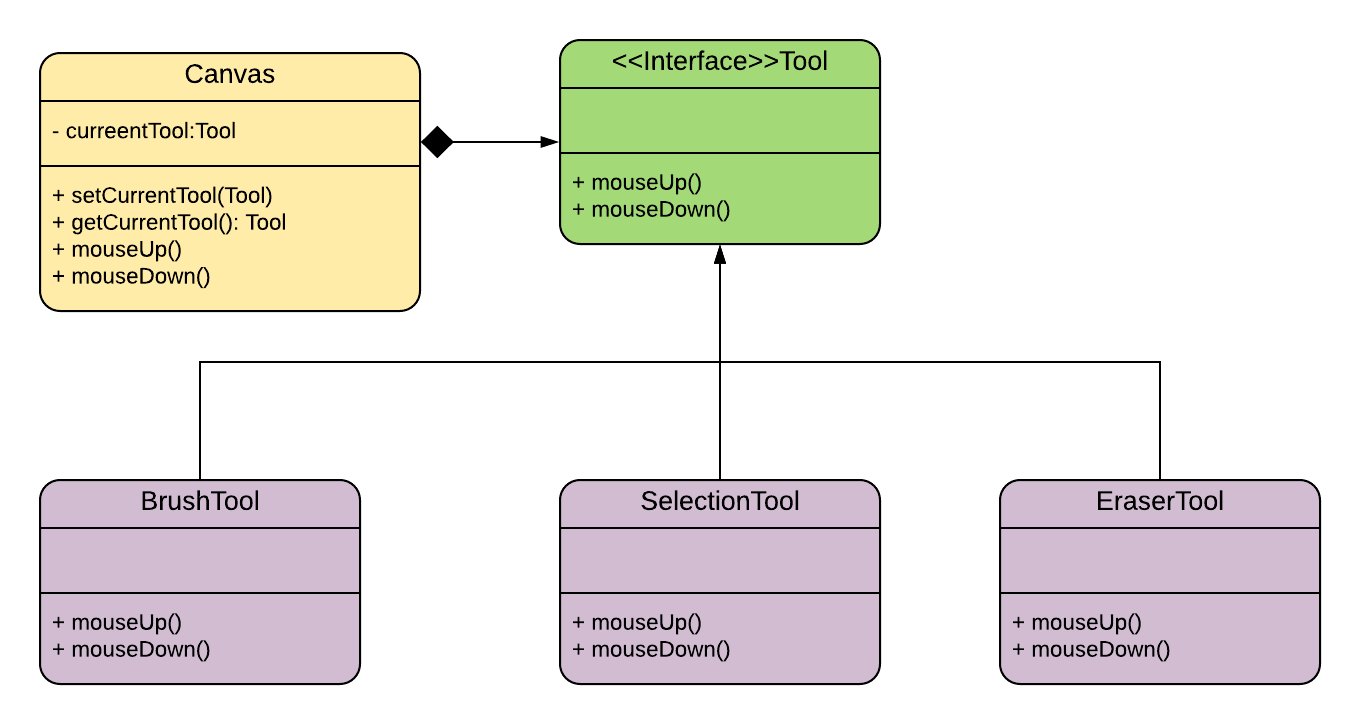 Canvas
- curreentTool:Tool
+ setCurrentTool(Tool)
+ getCurrentTool(): Tool
+ mouseUp()
+ mouseDown()
<<Interface>>Tool
+ mouseUp()
+ mouseDown()
BrushTool
+ mouseUp()
+ mouseDown()
SelectionTool
+ mouseUp()
+ mouseDown()
EraserTool
+ mouseUp()
+ mouseDown()